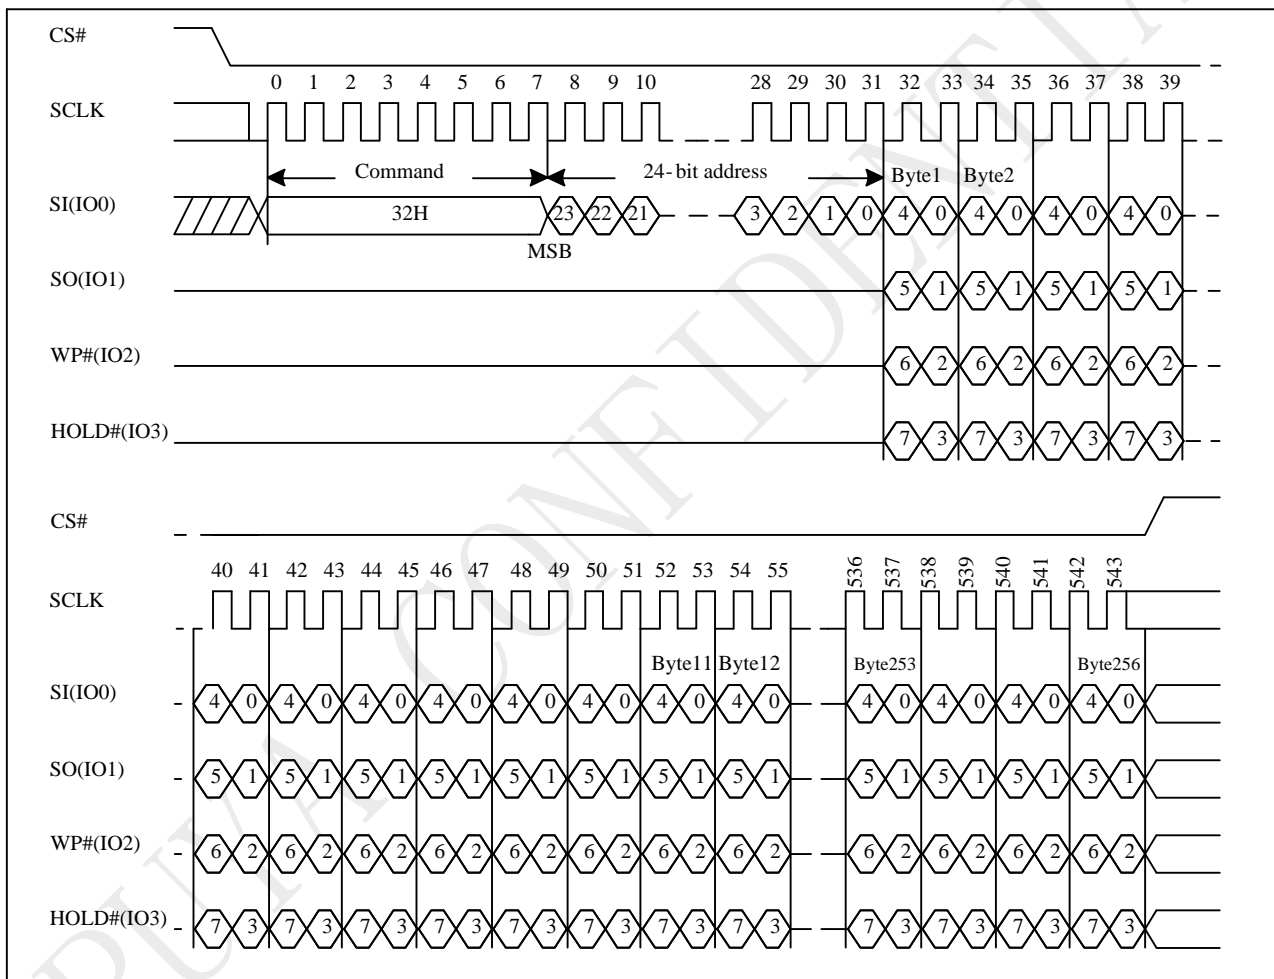 CS#
0 1 2 3 4 5 6 7 8 9 10 28 29 30 31 32 33 34 35 36 37 38 39
SCLK
Command 24-bit address Byte1 Byte2
SI(IO0) 32H 23 22 21 3 2 1 0 4 0 4 0 4 0 4 0
MSB
SO(IO1) 5 1 5 1 5 1 5 1
WP#(IO2) 6 2 6 2 6 2 6 2
HOLD#(IO3) 7 3 7 3 7 3 7 3
CS#
40 41 42 43 44 45 46 47 48 49 50 51 52 53 54 55 536 537 538 539 540 541 542 543
SCLK
Byte11 Byte12 Byte253 Byte256
SI(IO0) 4 0 4 0 4 0 4 0 4 0 4 0 4 0 4 0 4 0 4 0 4 0 4 0
SO(IO1) 5 1 5 1 5 1 5 1 5 1 5 1 5 1 5 1 5 1 5 1 5 1 5 1
WP#(IO2) 6 2 6 2 6 2 6 2 6 2 6 2 6 2 6 2 6 2 6 2 6 2 6 2
HOLD#(IO3) 7 3 7 3 7 3 7 3 7 3 7 3 7 3 7 3 7 3 7 3 7 3 7 3
PUYA CONFIDENTIA